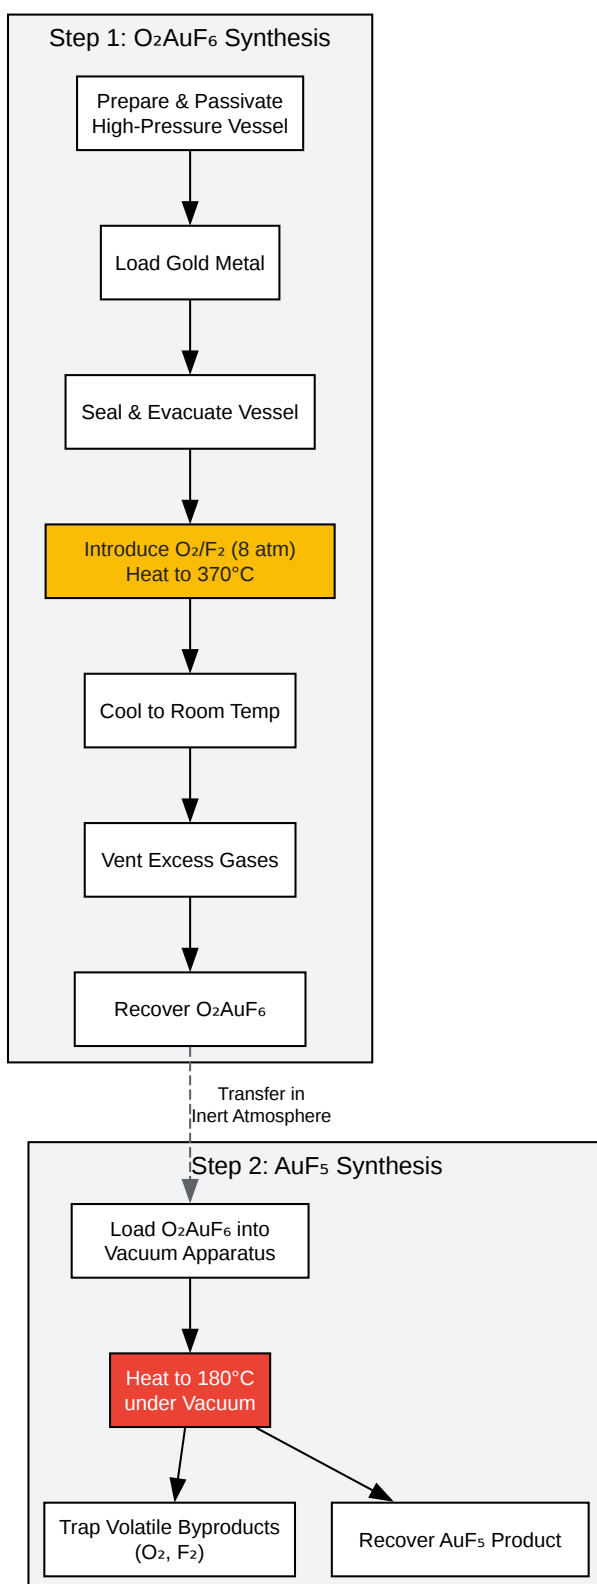 Step 1: O₂AuF₆ Synthesis
Prepare & Passivate
High-Pressure Vessel
Load Gold Metal
Seal & Evacuate Vessel
Introduce O₂/F₂ (8 atm)
Heat to 370°C
Cool to Room Temp
Vent Excess Gases
Recover O₂AuF₆
Transfer in
Inert Atmosphere
Step 2: AuF₅ Synthesis
Load O₂AuF₆ into
Vacuum Apparatus
Heat to 180°C
under Vacuum
Trap Volatile Byproducts
(O₂, F₂)
Recover AuF₅ Product